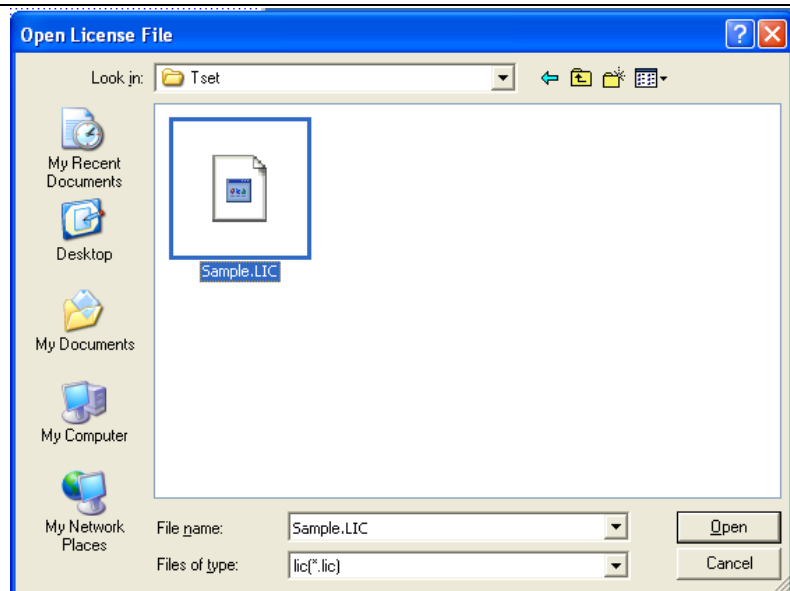 Open License File
Look in:
Tset
My Recent
Documents
Desktop
My Documents
My Computer
My Network
Places
Sample.LIC
File name:
Sample.LIC
Open
Files of type:
lic(*.lic)
Cancel